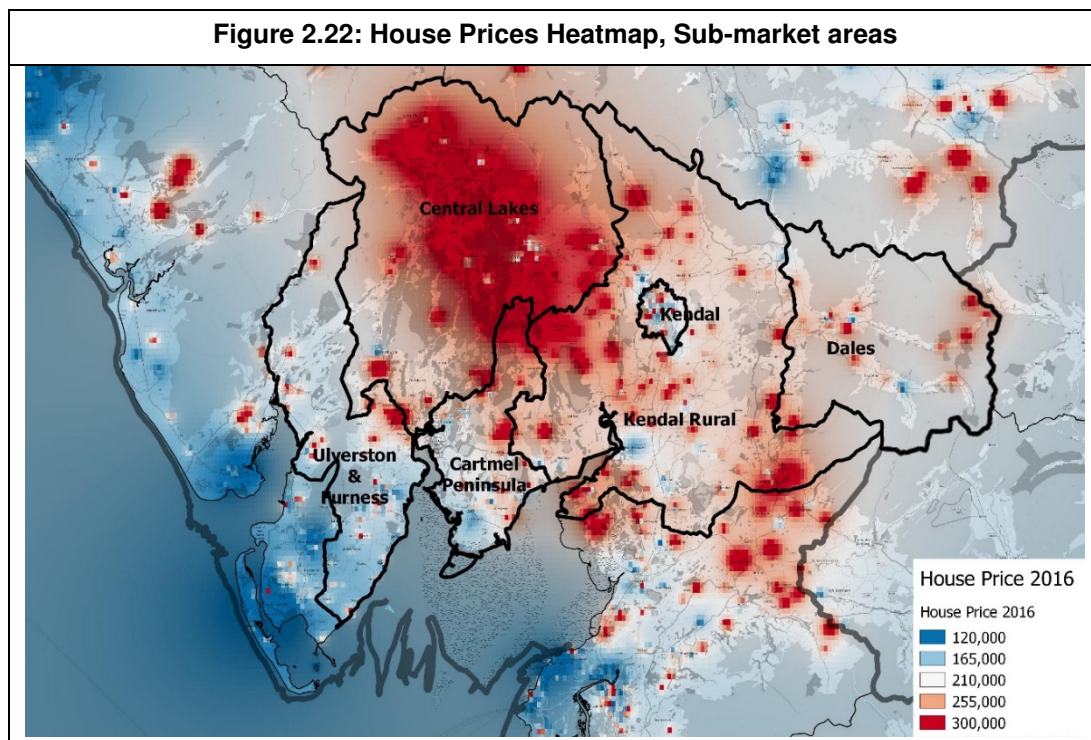 Figure 2.22: House Prices Heatmap, Sub-market areas
Central Lakes
Kendal
Dales
Kendal Rural
Ulverston
&
Furness
Cartmel
Peninsula
House Price 2016
House Price 2016
120,000
165,000
210,000
255,000
300,000